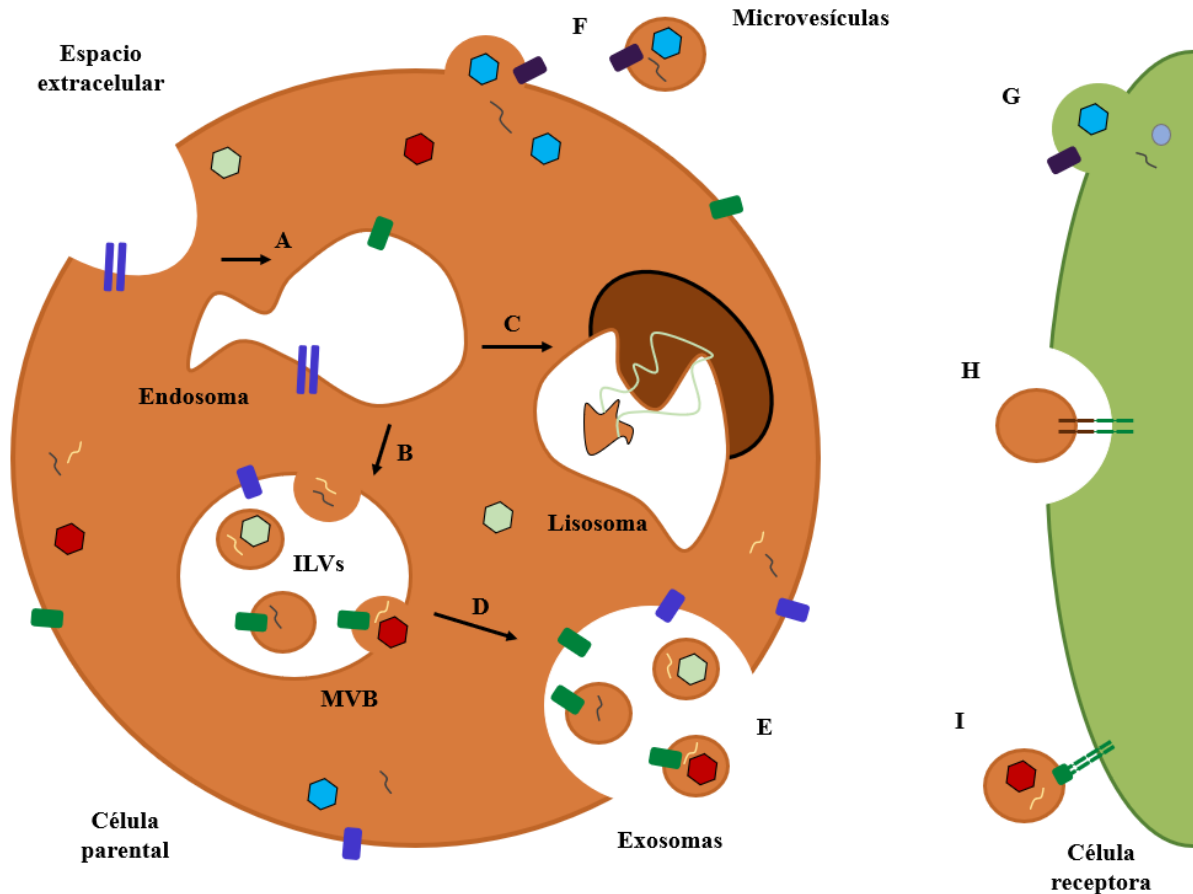 Espacio
extracelular
F
Microvesículas
G
A
C
Endosoma
H
B
Lisosoma
ILVs
D
MVB
E
I
Célula
parental
Exosomas
Célula
receptora